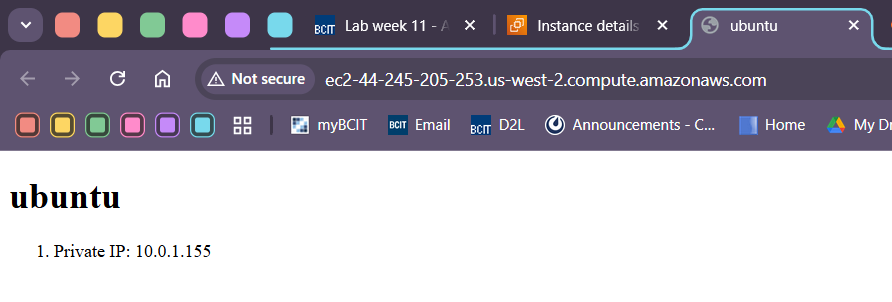 BCIT Lab week 11 - A
Instance details
ubuntu
Not secure ec2-44-245-205-253.us-west-2.compute.amazonaws.com
myBCIT BCIT Email BCIT D2L Announcements - C... Home My Dr
ubuntu
1. Private IP: 10.0.1.155